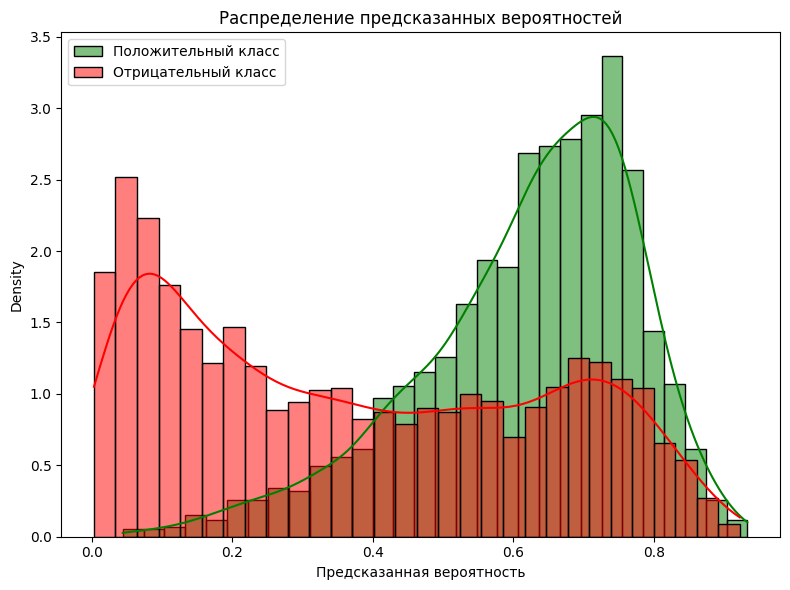 Распределение предсказанных вероятностей
Положительный класс
Отрицательный класс
Density
3.5
3.0
2.5
2.0
1.5
1.0
0.5
0.0
0.0 0.2 0.4 0.6 0.8
Предсказанная вероятность